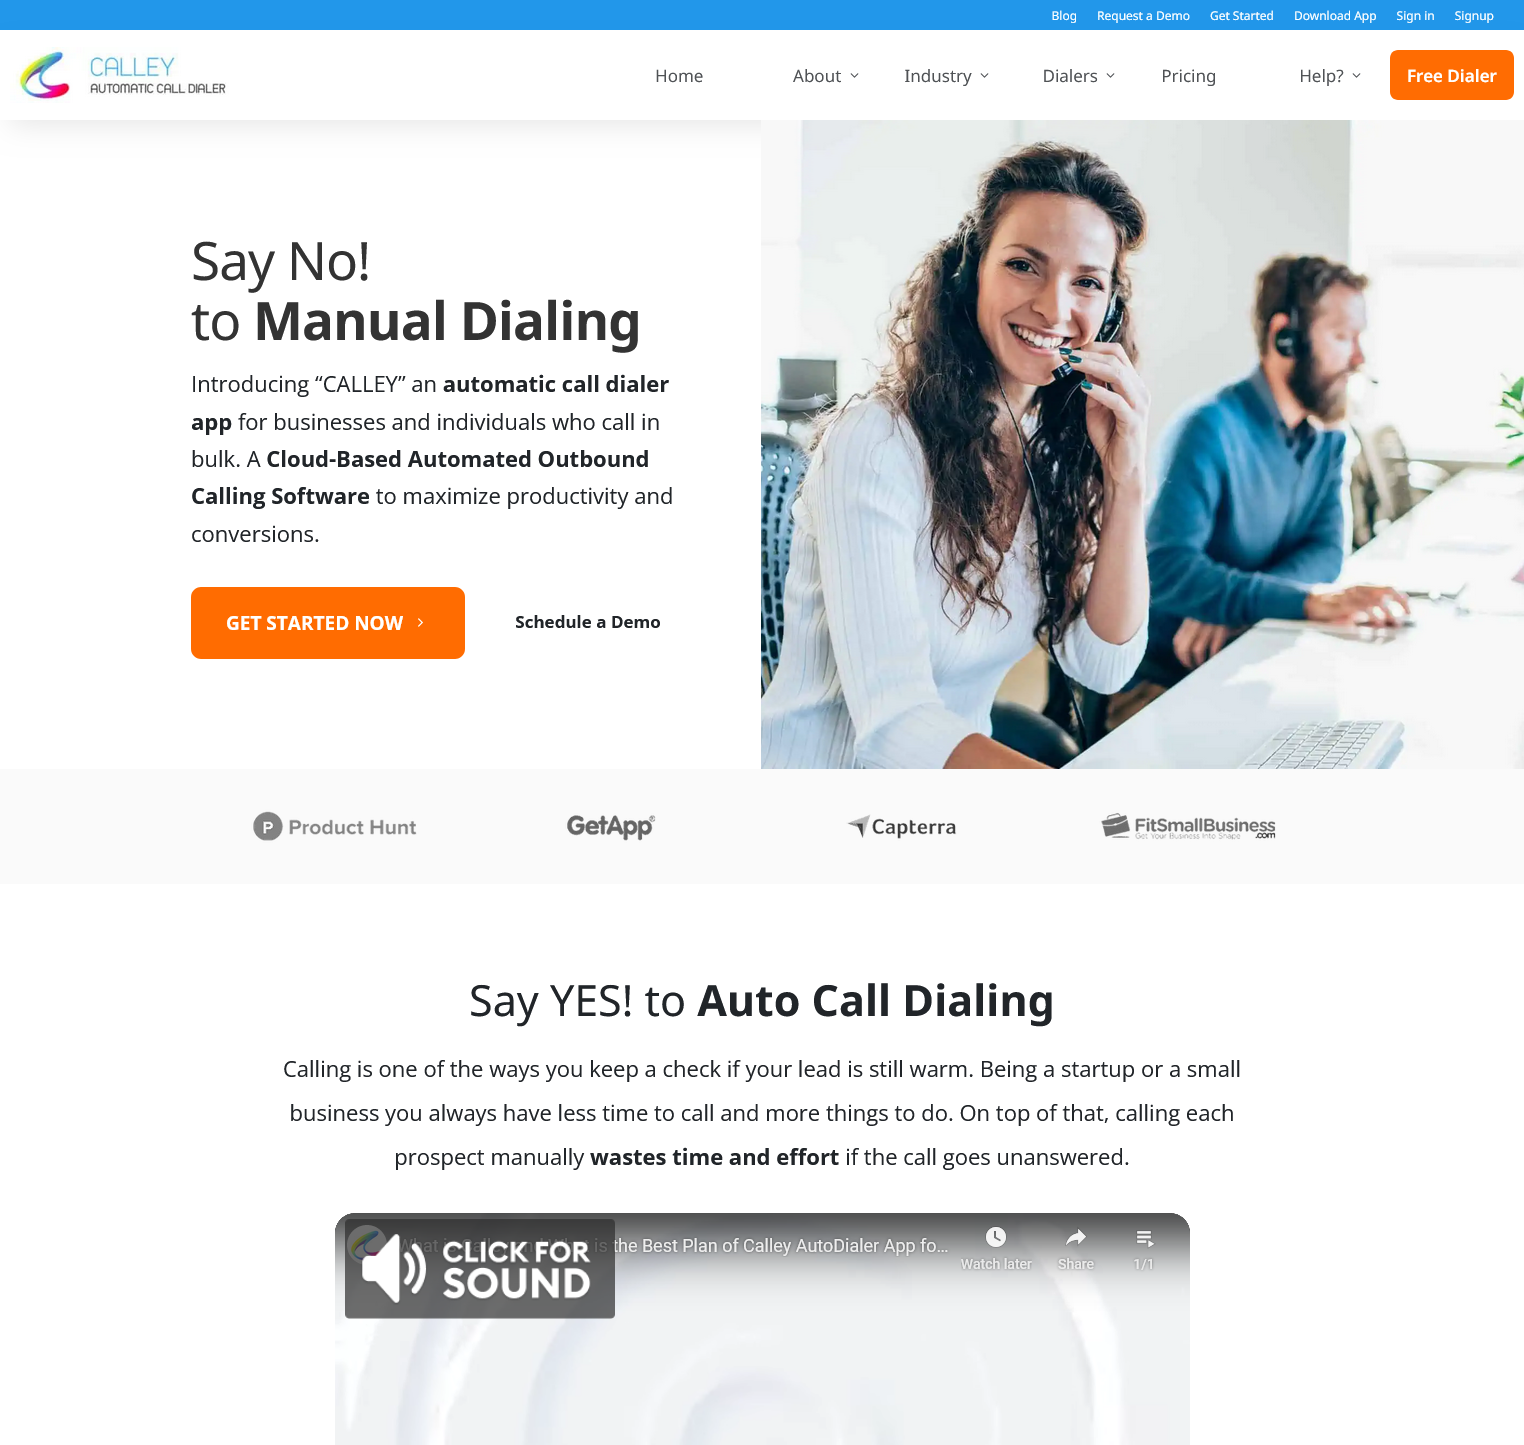 Blog Request a Demo Get Started Download App Sign in Signup
CALLEY
AUTOMATIC CALL DIALER
Home About Industry Dialers Pricing Help? Free Dialer
Say No!
to Manual Dialing
Introducing “CALLEY” an automatic call dialer
app for businesses and individuals who call in
bulk. A Cloud-Based Automated Outbound
Calling Software to maximize productivity and
conversions.
GET STARTED NOW
Schedule a Demo
P Product Hunt
GetApp®
Capterra
FitSmallBusiness
Get Your Business Into Shape .com
Say YES! to Auto Call Dialing
Calling is one of the ways you keep a check if your lead is still warm. Being a startup or a small
business you always have less time to call and more things to do. On top of that, calling each
prospect manually wastes time and effort if the call goes unanswered.
CLICK FOR
SOUND
is the Best Plan of Calley AutoDialer App fo...
Watch later Share 1/1